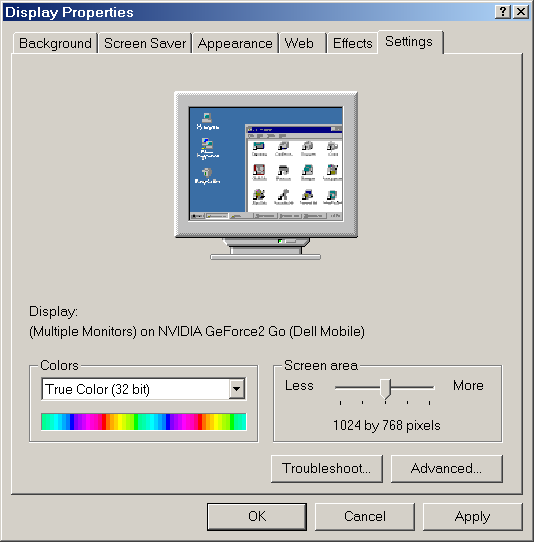 Display Properties
Background Screen Saver Appearance Web Effects Settings
Display:
(Multiple Monitors) on NVIDIA GeForce2 Go (Dell Mobile)
Colors
True Color (32 bit)
Screen area
Less More
1024 by 768 pixels
Troubleshoot... Advanced...
OK Cancel Apply